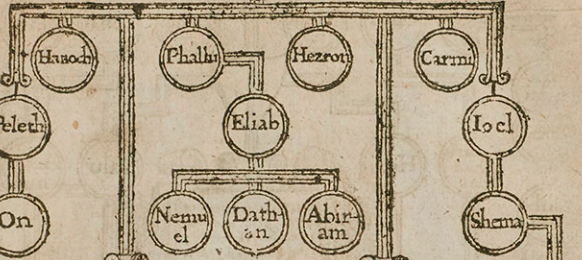 Hanoch
Phallu
Hezron
Carmi
Peleth
Eliab
Ioel
On
Nemu
el
Dath-
an
Abir-
am
Shema